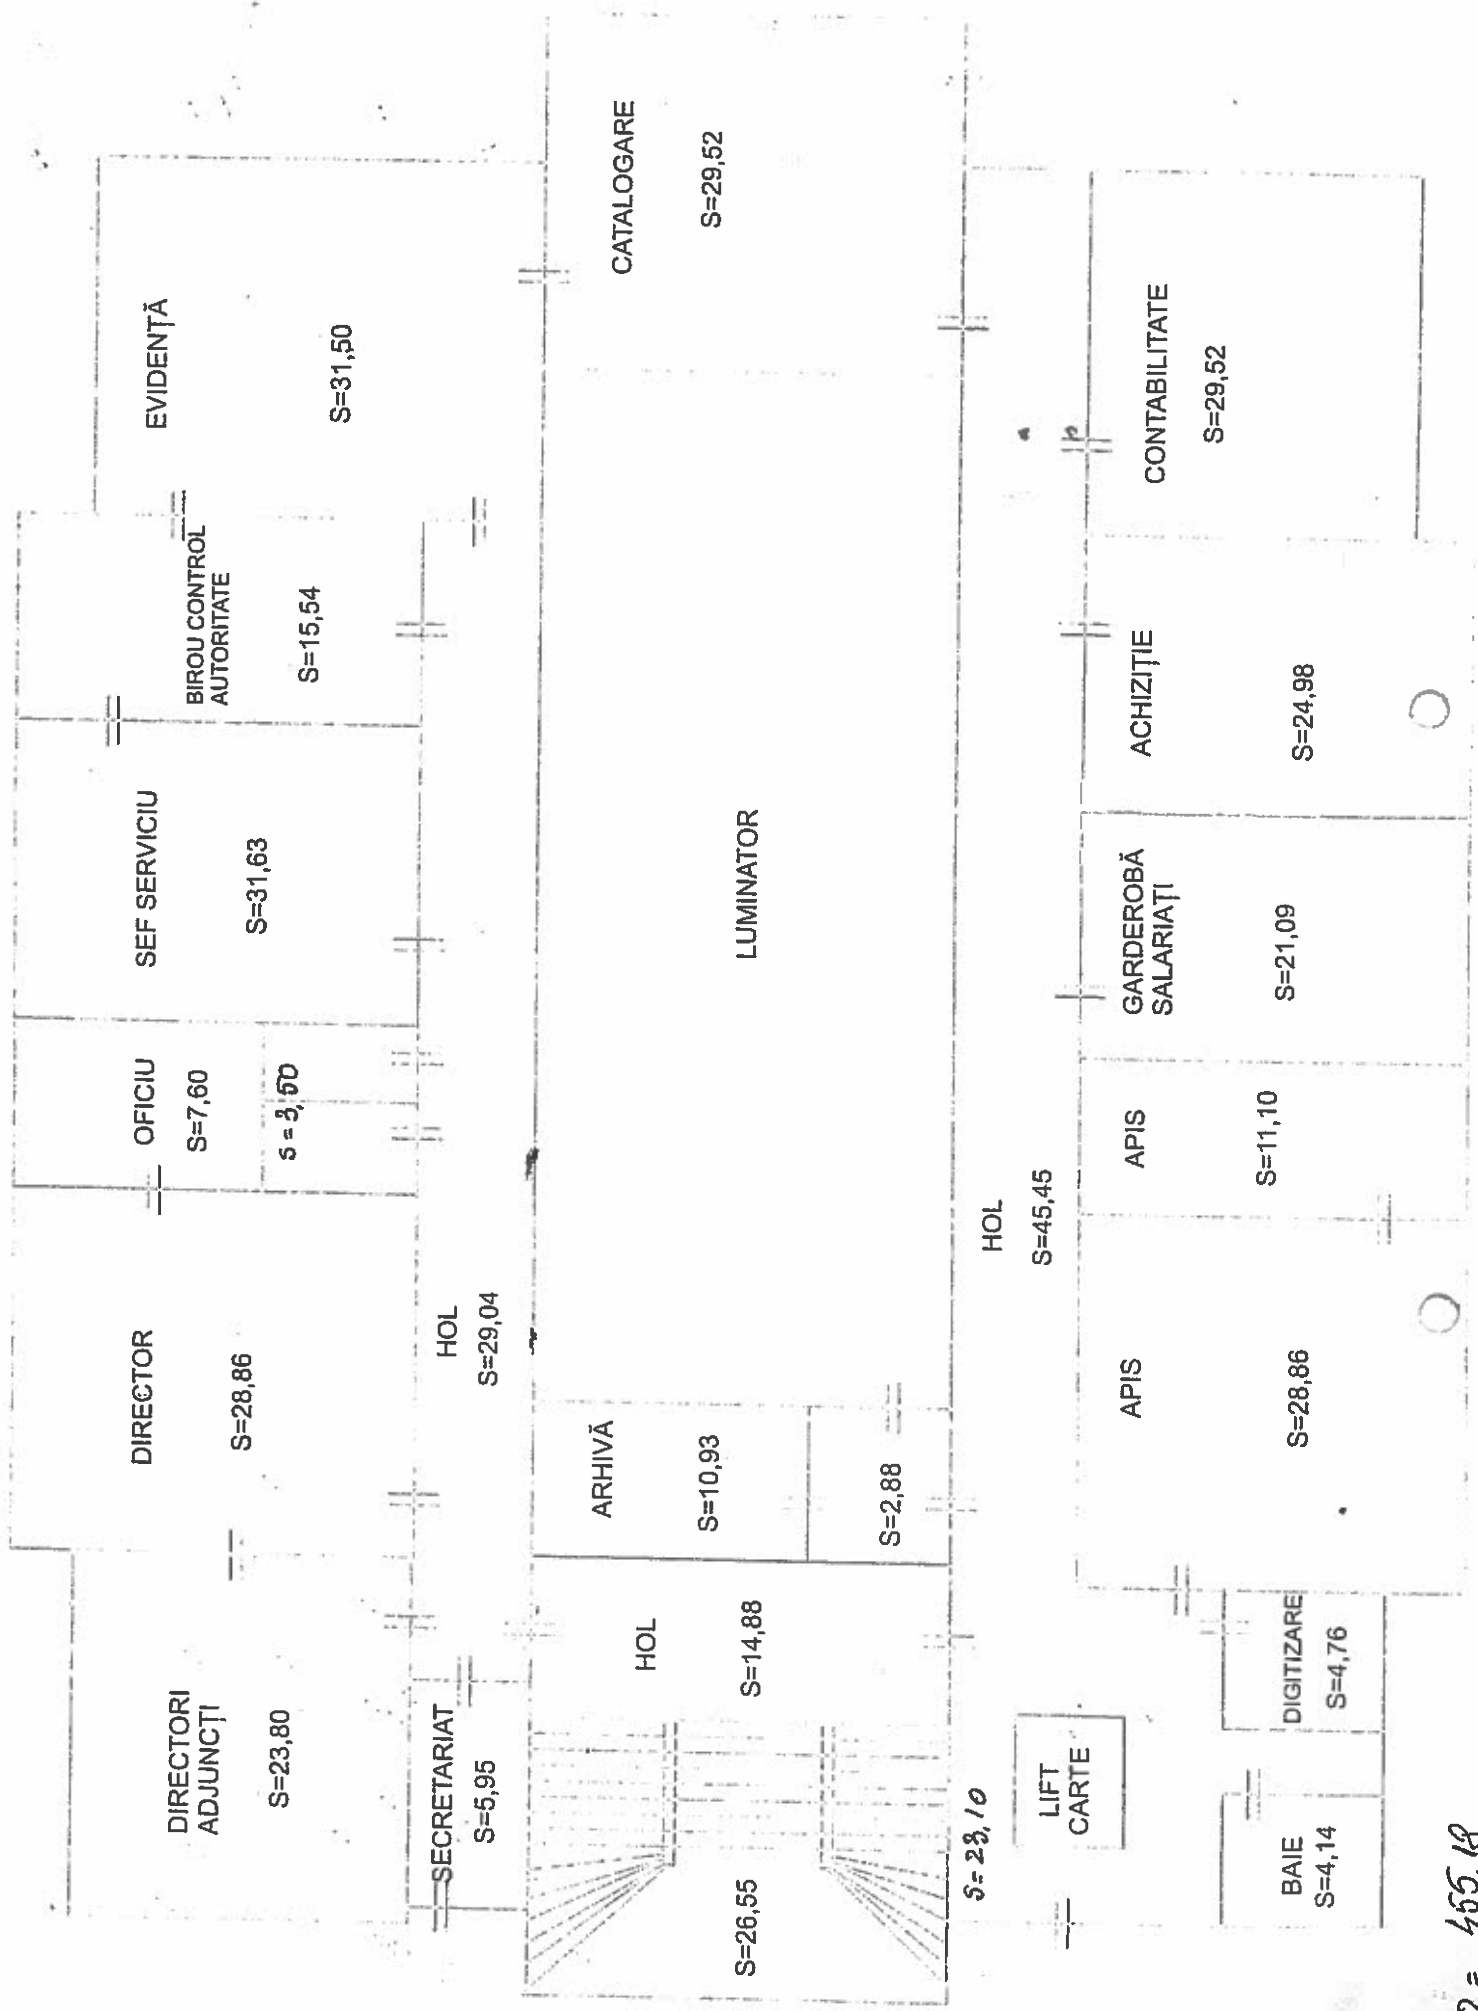 DIRECTORI
ADJUNCȚI
S=23,80
DIRECTOR
S=28,86
OFICIU
S=7,60
S=3,50
SEF SERVICIU
S=31,63
BIROU CONTROL
AUTORITATE
S=15,54
EVIDENȚĂ
S=31,50
SECRETARIAT
S=5,95
HOL
S=29,04
S=26,55
HOL
S=14,88
ARHIVĂ
S=10,93
S=2,88
LUMINATOR
CATALOGARE
S=29,52
S=23,10
HOL
S=45,45
LIFT
CARTE
BAIE
S=4,14
DIGITIZARE
S=4,76
APIS
S=28,86
APIS
S=11,10
GARDEROBĂ
SALARIAȚI
S=21,09
ACHIZIȚIE
S=24,98
CONTABILITATE
S=29,52